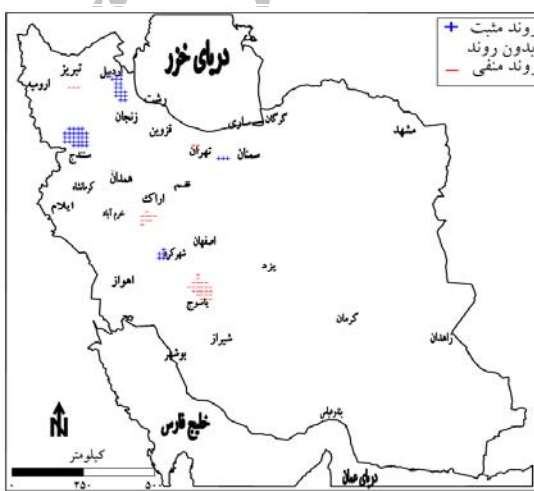 روند مثبت
بدون روند
روند منفی
دریای خزر
تبریز
اردبیل
ارومیه
رشت
زنجان
قزوین
ساری
گرگان
مشهد
سنندج
تهران
سمنان
همدان
کرمانشاه
قم
اراک
ایلام
خرم آباد
اصفهان
شهرکرد
یزد
اهواز
یاسوج
کرمان
زاهدان
شیراز
بوشهر
بندرعباس
خلیج فارس
دریای عمان
N
کیلومتر
۰ ۲۵۰ ۵۰۰